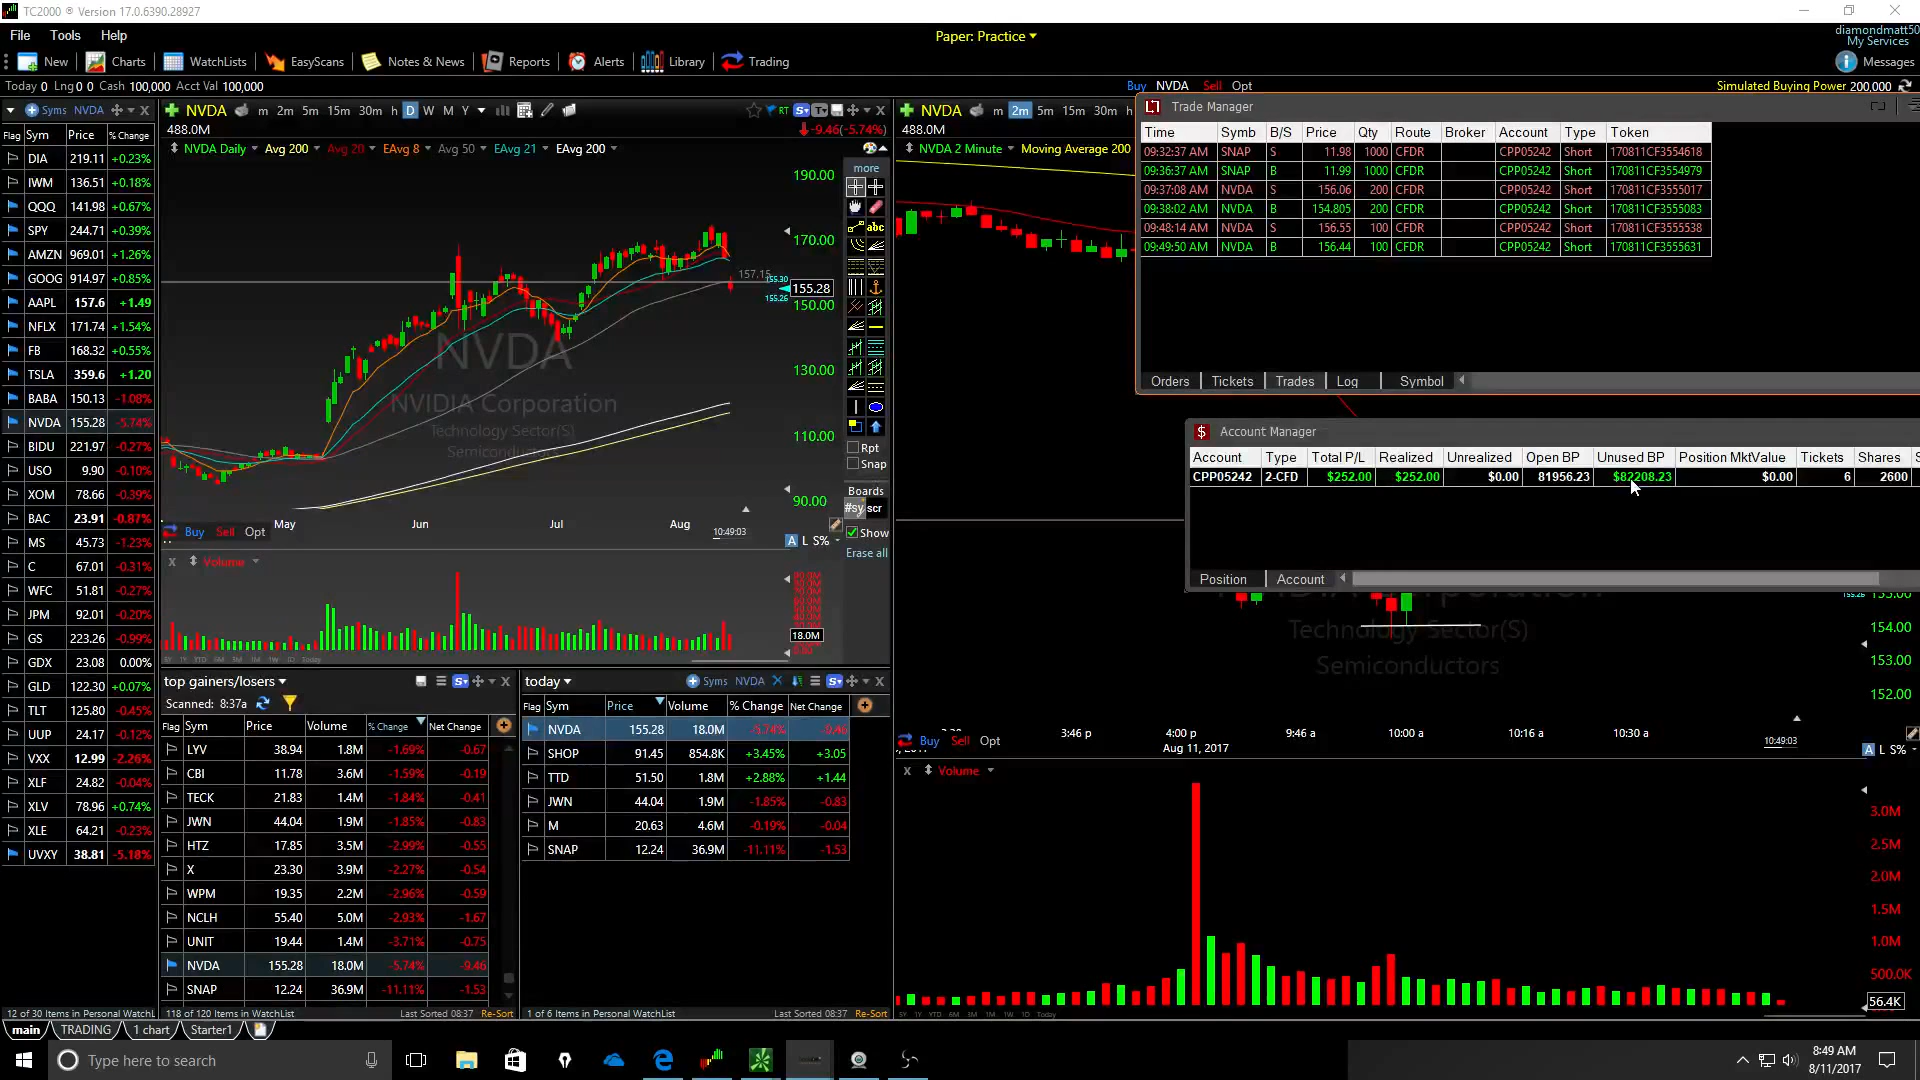 TC2000 ® Version 17.0.6390.28927
File Tools Help
Paper: Practice
diamondmatt50
My Services
New Charts WatchLists EasyScans Notes & News Reports Alerts Library Trading
Messages
Today 0 Lng 0 0 Cash 100,000 Acct Val 100,000
Buy NVDA Sell Opt
Simulated Buying Power 200,000
Syms NVDA
Flag Sym Price % Change
DIA 219.11 +0.23%
IWM 136.51 +0.18%
QQQ 141.98 +0.67%
SPY 244.71 +0.39%
AMZN 969.01 +1.26%
GOOG 914.97 +0.85%
AAPL 157.6 +1.49
NFLX 171.74 +1.54%
FB 168.32 +0.55%
TSLA 359.6 +1.20
BABA 150.13 -1.08%
NVDA 155.28 -5.74%
BIDU 221.97 -0.27%
USO 9.90 -0.10%
XOM 78.66 -0.39%
BAC 23.91 -0.87%
MS 45.73 -1.23%
C 67.01 -0.31%
WFC 51.81 -0.27%
JPM 92.01 -0.20%
GS 223.26 -0.99%
GDX 23.08 0.00%
GLD 122.30 +0.07%
TLT 125.80 -0.45%
UUP 24.17 -0.12%
VXX 12.99 -2.26%
XLF 24.82 -0.04%
XLV 78.96 +0.74%
XLE 64.21 -0.23%
UVXY 38.81 -5.18%
12 of 30 Items in Personal WatchL
NVDA m 2m 5m 15m 30m h D W M Y
RT
488.0M
-9.46(-5.74%)
NVDA Daily Avg 200 Avg 20 EAvg 8 Avg 50 EAvg 21 EAvg 200
190.00
170.00
157.15
155.30
155.28
155.26
150.00
130.00
110.00
90.00
NVDA
NVIDIA Corporation
Technology Sector(S)
Semiconductors
May Jun Jul Aug
10:49:03
Buy Sell Opt
A L S%
Volume
18.0M
more
abc
Rpt
Snap
Boards
#sy scr
Show
Erase all
top gainers/losers
Scanned: 8:37a
Flag Sym Price Volume % Change Net Change
LYV 38.94 1.8M -1.69% -0.67
CBI 11.78 3.6M -1.59% -0.19
TECK 21.83 1.4M -1.84% -0.41
JWN 44.04 1.9M -1.85% -0.83
HTZ 17.85 3.5M -2.99% -0.55
X 23.30 3.9M -2.27% -0.54
WPM 19.35 2.2M -2.96% -0.59
NCLH 55.40 5.0M -2.93% -1.67
UNIT 19.44 1.4M -3.71% -0.75
NVDA 155.28 18.0M -5.74% -9.46
SNAP 12.24 36.9M -11.11% -1.53
118 of 120 Items in WatchList Last Sorted 08:37 Re-Sort
today
Syms NVDA
Flag Sym Price Volume % Change Net Change
NVDA 155.28 18.0M -5.74% -9.46
SHOP 91.45 854.8K +3.45% +3.05
TTD 51.50 1.8M +2.88% +1.44
JWN 44.04 1.9M -1.85% -0.83
M 20.63 4.6M -0.19% -0.04
SNAP 12.24 36.9M -11.11% -1.53
1 of 6 Items in Personal WatchList Last Sorted 08:37 Re-Sort
NVDA m 2m 5m 15m 30m h
488.0M
NVDA 2 Minute Moving Average 200
Trade Manager
Time Symb B/S Price Qty Route Broker Account Type Token
09:32:37 AM SNAP S 11.98 1000 CFDR CPP05242 Short 170811CF3554618
09:36:37 AM SNAP B 11.99 1000 CFDR CPP05242 Short 170811CF3554979
09:37:08 AM NVDA S 156.06 200 CFDR CPP05242 Short 170811CF3555017
09:38:02 AM NVDA B 154.805 200 CFDR CPP05242 Short 170811CF3555083
09:48:14 AM NVDA S 156.55 100 CFDR CPP05242 Short 170811CF3555538
09:49:50 AM NVDA B 156.44 100 CFDR CPP05242 Short 170811CF3555631
Orders Tickets Trades Log Symbol
Account Manager
Account Type Total P/L Realized Unrealized Open BP Unused BP Position MktValue Tickets Shares
CPP05242 2-CFD $252.00 $252.00 $0.00 81956.23 $82208.23 $0.00 6 2600
Position Account
Technology Sector(S)
Semiconductors
154.00
153.00
152.00
3:46 p 4:00 p 9:46 a 10:00 a 10:16 a 10:30 a
Aug 11, 2017
10:49:03
Buy Sell Opt
A L S%
Volume
3.0M
2.5M
2.0M
1.5M
1.0M
500.0K
56.4K
main TRADING 1 chart Starter1
Type here to search
8:49 AM
8/11/2017